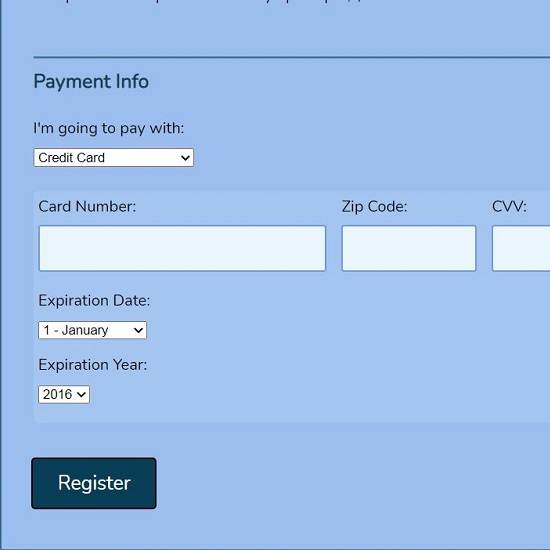 Payment Info
I'm going to pay with:
Credit Card
Card Number: Zip Code: CVV:
Expiration Date:
1 - January
Expiration Year:
2016
Register